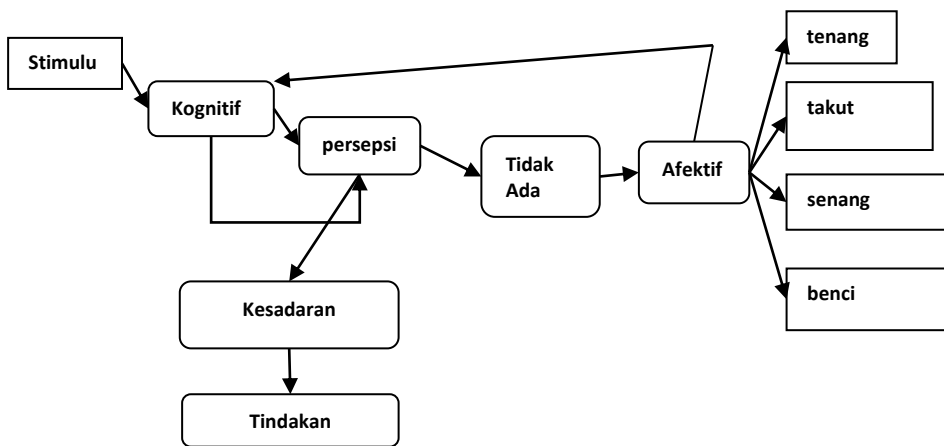 Stimulu
Kognitif
persepsi
Tidak
Ada
Afektif
tenang
takut
senang
benci
Kesadaran
Tindakan